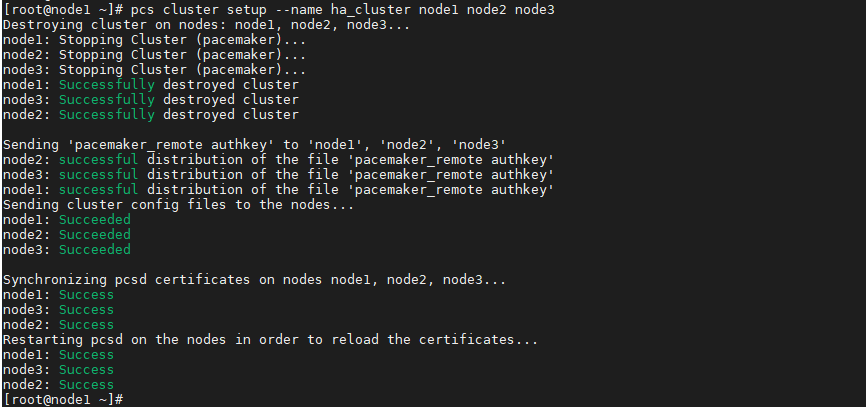 [root@node1 ~]# pcs cluster setup --name ha_cluster node1 node2 node3
Destroying cluster on nodes: node1, node2, node3...
node1: Stopping Cluster (pacemaker)...
node2: Stopping Cluster (pacemaker)...
node3: Stopping Cluster (pacemaker)...
node1: Successfully destroyed cluster
node3: Successfully destroyed cluster
node2: Successfully destroyed cluster

Sending 'pacemaker_remote authkey' to 'node1', 'node2', 'node3'
node2: successful distribution of the file 'pacemaker_remote authkey'
node3: successful distribution of the file 'pacemaker_remote authkey'
node1: successful distribution of the file 'pacemaker_remote authkey'
Sending cluster config files to the nodes...
node1: Succeeded
node2: Succeeded
node3: Succeeded

Synchronizing pcsd certificates on nodes node1, node2, node3...
node1: Success
node3: Success
node2: Success
Restarting pcsd on the nodes in order to reload the certificates...
node1: Success
node3: Success
node2: Success
[root@node1 ~]#